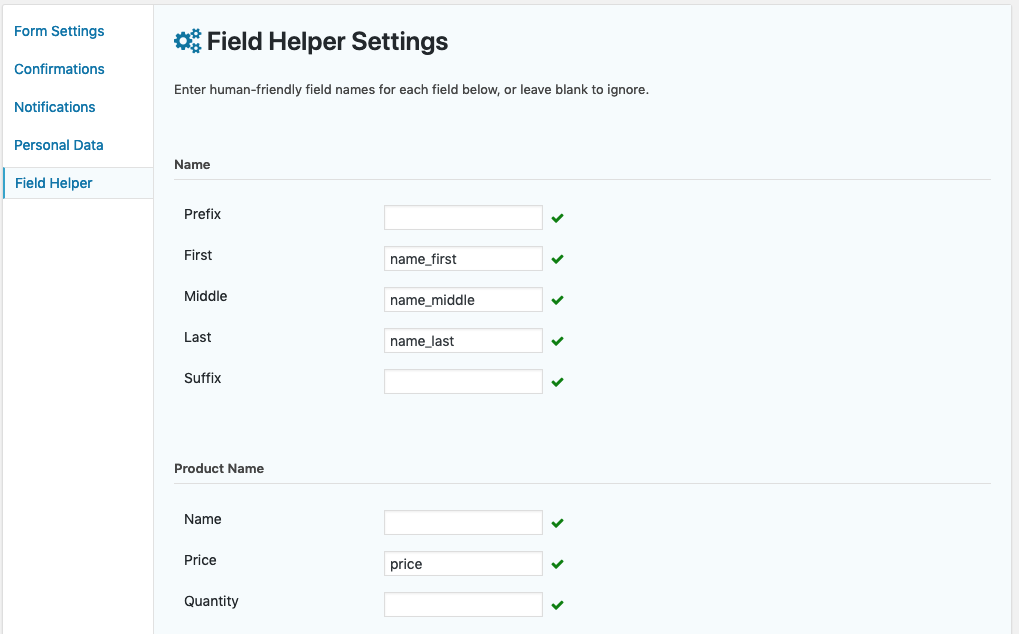 Form Settings
Confirmations
Notifications
Personal Data
Field Helper
Field Helper Settings
Enter human-friendly field names for each field below, or leave blank to ignore.
Name
Prefix
First name_first
Middle name_middle
Last name_last
Suffix
Product Name
Name
Price price
Quantity